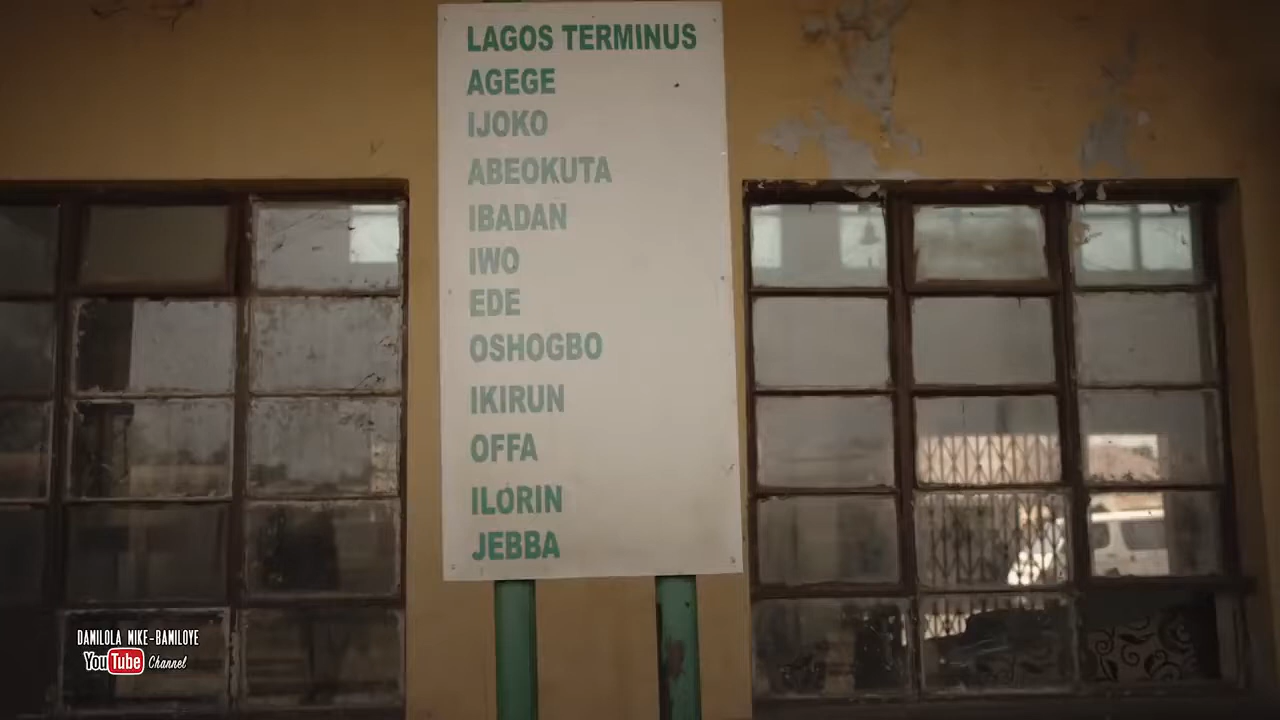 LAGOS TERMINUS
AGEGE
IJOKO
ABEOKUTA
IBADAN
IWO
EDE
OSHOGBO
IKIRUN
OFFA
ILORIN
JEBBA
DAMILOLA MIKE-BAMILOYE
YouTube Channel